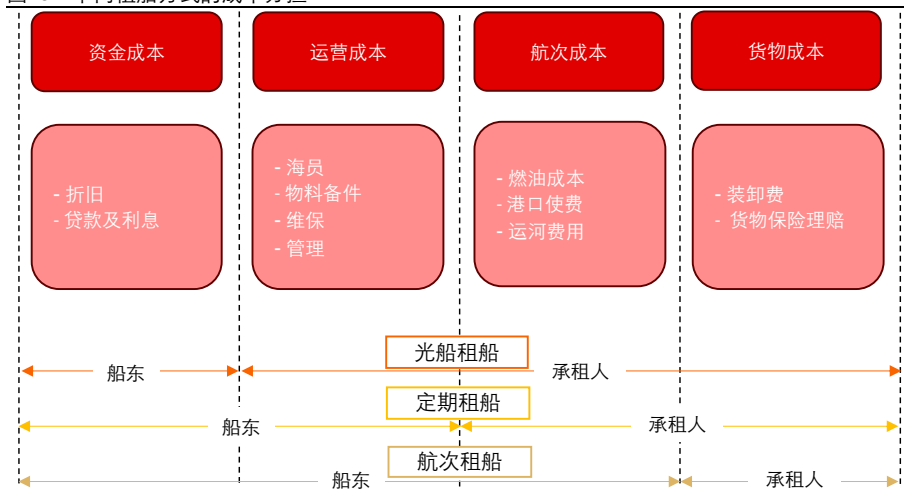 资金成本
运营成本
航次成本
货物成本
- 折旧
- 贷款及利息
- 海员
- 物料备件
- 维保
- 管理
- 燃油成本
- 港口使费
- 运河费用
- 装卸费
- 货物保险理赔
光船租船
船东
承租人
定期租船
船东
承租人
航次租船
船东
承租人